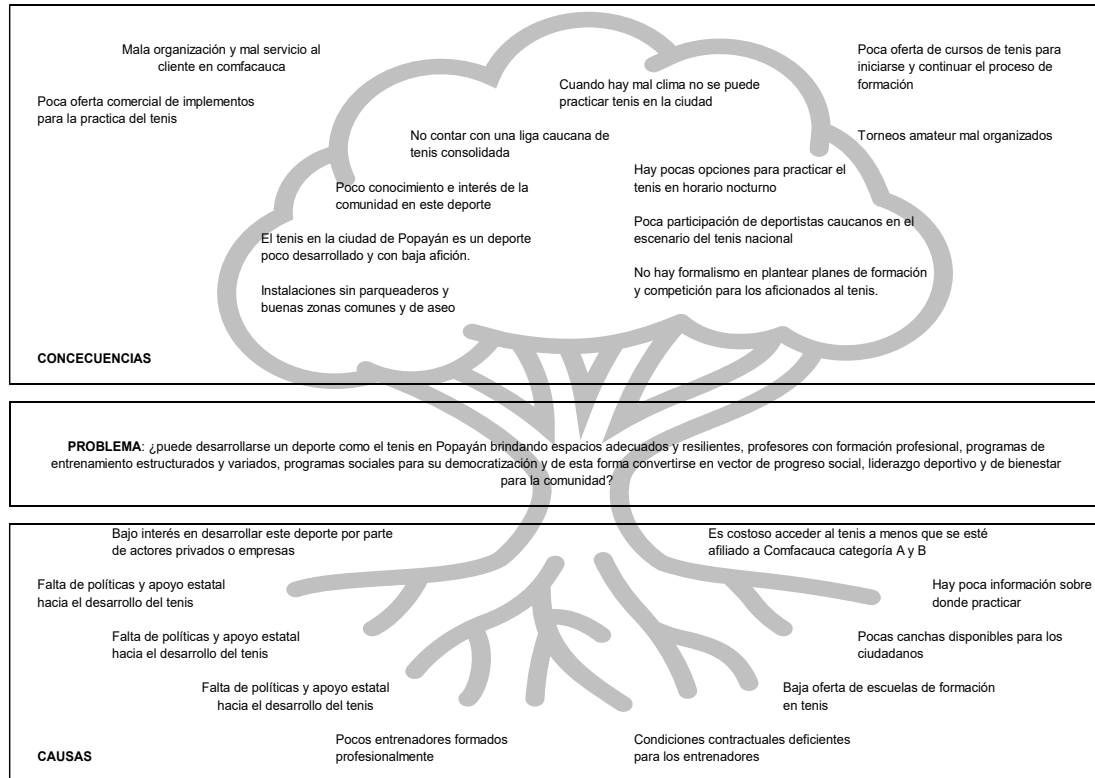 Mala organización y mal servicio al
cliente en comfacauca
Poca oferta comercial de implementos
para la practica del tenis
Cuando hay mal clima no se puede
practicar tenis en la ciudad
Poca oferta de cursos de tenis para
iniciarse y continuar el proceso de
formación
No contar con una liga caucana de
tenis consolidada
Torneos amateur mal organizados
Poco conocimiento e interés de la
comunidad en este deporte
Hay pocas opciones para practicar el
tenis en horario nocturno
El tenis en la ciudad de Popayán es un deporte
poco desarrollado y con baja afición.
Poca participación de deportistas caucanos en el
escenario del tenis nacional
Instalaciones sin parqueaderos y
buenas zonas comunes y de aseo
No hay formalismo en plantear planes de formación
y competición para los aficionados al tenis.
CONCECUENCIAS
PROBLEMA: ¿puede desarrollarse un deporte como el tenis en Popayán brindando espacios adecuados y resilientes, profesores con formación profesional, programas de
entrenamiento estructurados y variados, programas sociales para su democratización y de esta forma convertirse en vector de progreso social, liderazgo deportivo y de bienestar
para la comunidad?
Bajo interés en desarrollar este deporte por parte
de actores privados o empresas
Es costoso acceder al tenis a menos que se esté
afiliado a Comfacauca categoría A y B
Falta de políticas y apoyo estatal
hacia el desarrollo del tenis
Hay poca información sobre
donde practicar
Falta de políticas y apoyo estatal
hacia el desarrollo del tenis
Pocas canchas disponibles para los
ciudadanos
Falta de políticas y apoyo estatal
hacia el desarrollo del tenis
Baja oferta de escuelas de formación
en tenis
Pocos entrenadores formados
profesionalmente
Condiciones contractuales deficientes
para los entrenadores
CAUSAS